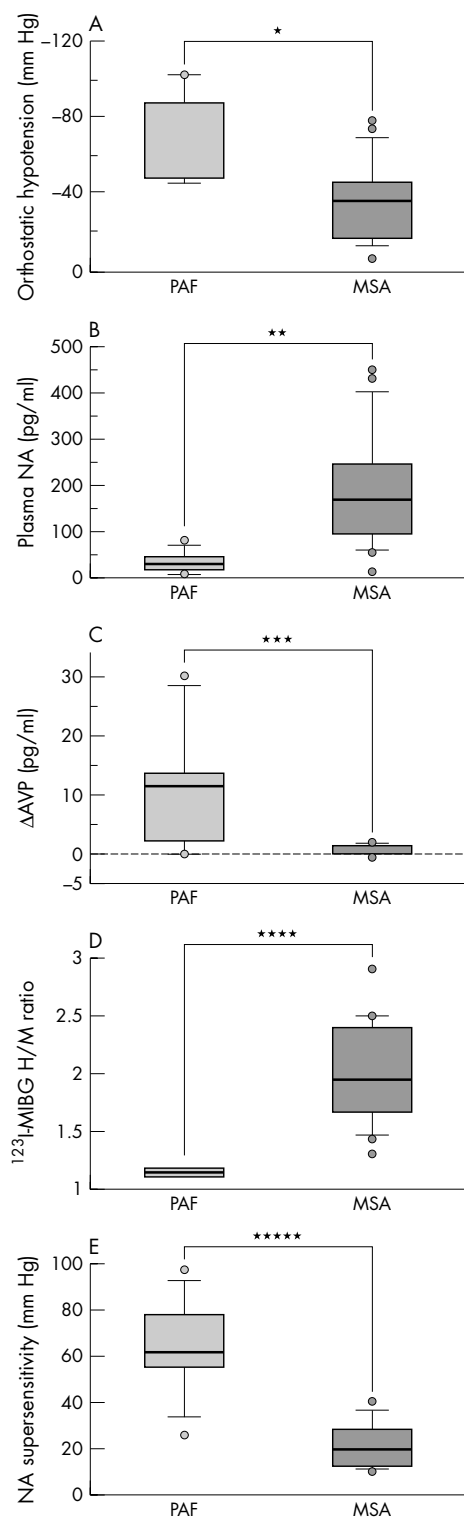 A
Orthostatic hypotension (mm Hg)
–120
–80
–40
0
★
PAF
MSA
B
Plasma NA (pg/ml)
500
400
300
200
100
0
★★
PAF
MSA
C
ΔAVP (pg/ml)
30
20
10
0
–5
★★★
PAF
MSA
D
¹²³I-MIBG H/M ratio
3
2.5
2
1.5
1
★★★★
PAF
MSA
E
NA supersensitivity (mm Hg)
100
80
60
40
20
0
★★★★★
PAF
MSA